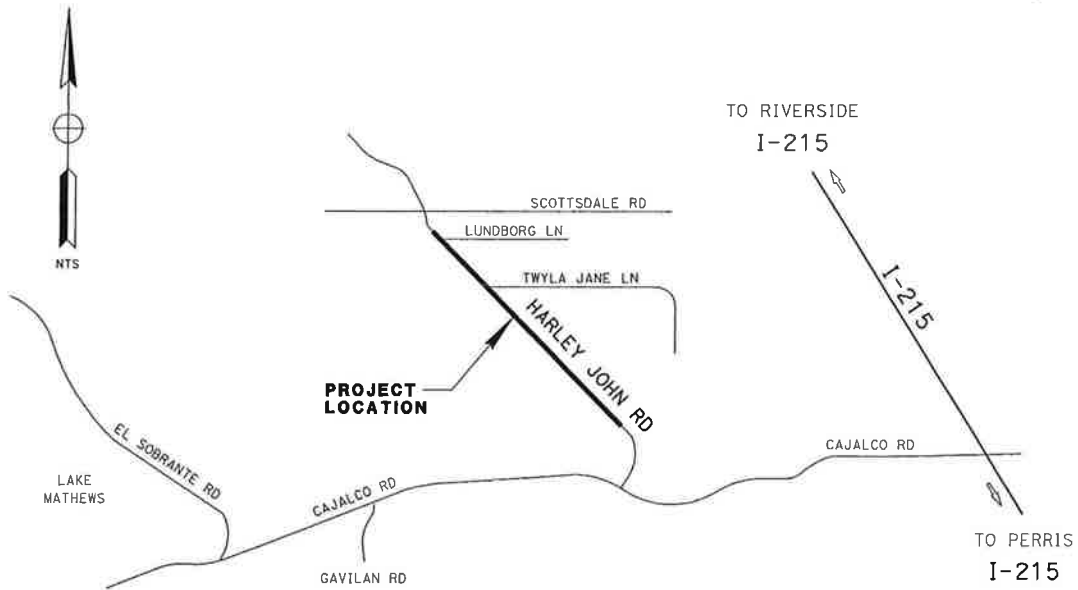 NTS
TO RIVERSIDE
I-215
SCOTTSDALE RD
LUNDBORG LN
TWYLA JANE LN
I-215
HARLEY JOHN RD
PROJECT
LOCATION
EL SOBRANTE RD
CAJALCO RD
LAKE
MATHEWS
CAJALCO RD
GAVILAN RD
TO PERRIS
I-215